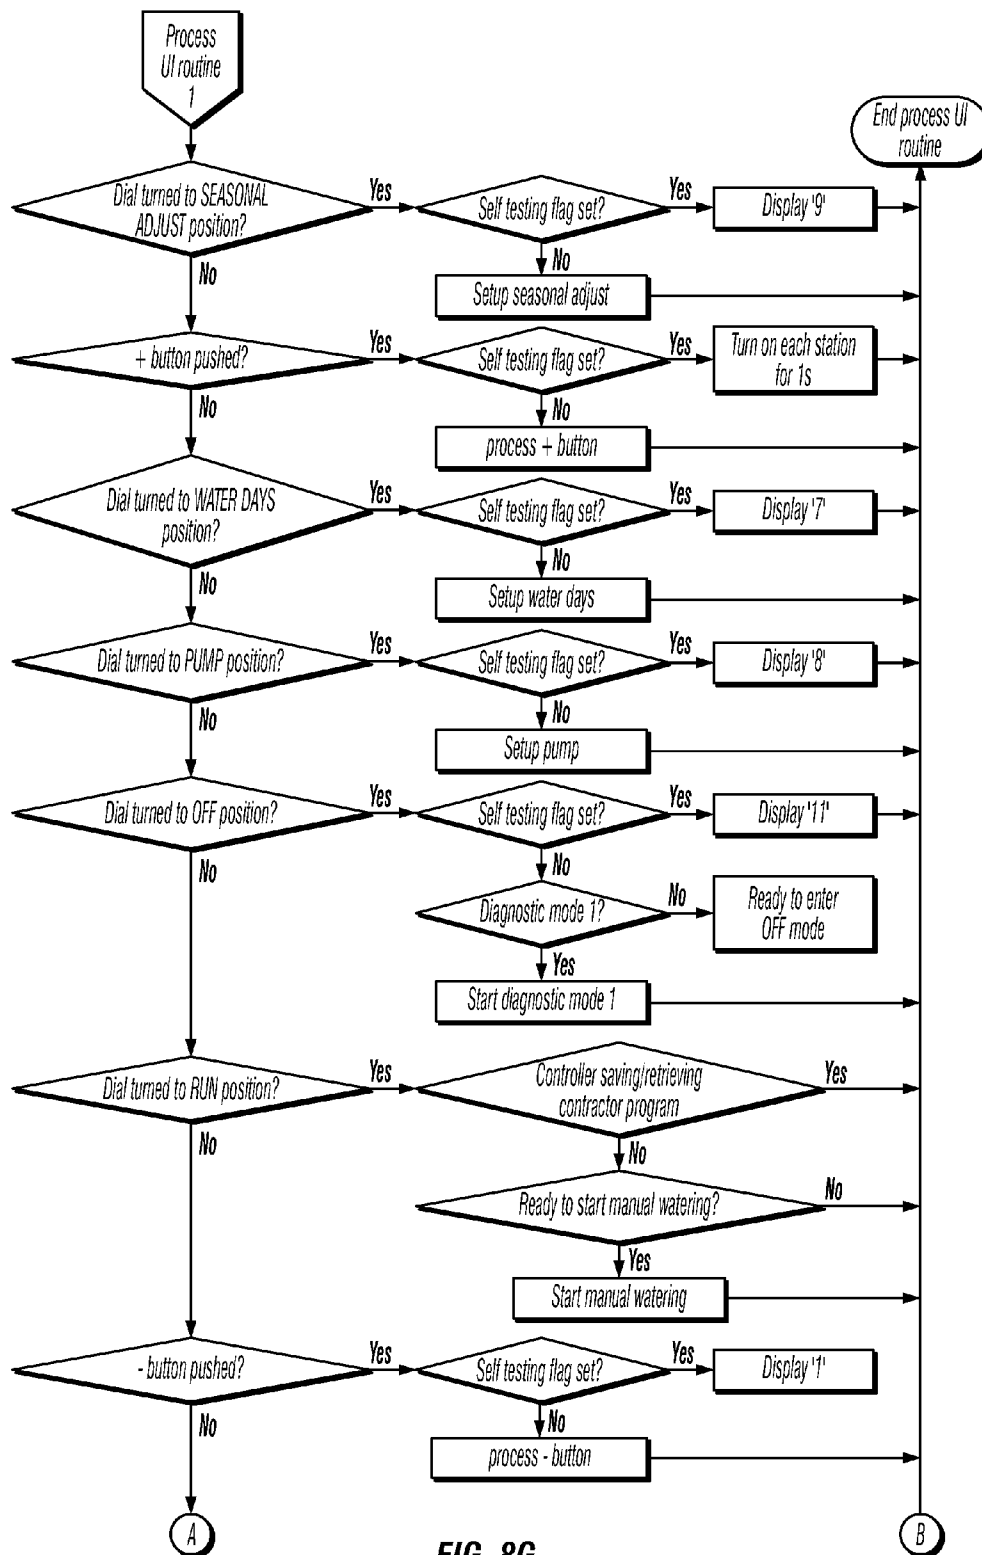 Process
UI routine
1
End process UI
routine
Dial turned to SEASONAL
ADJUST position?
Yes
Self testing flag set?
Yes
Display '9'
No
No
Setup seasonal adjust
+ button pushed?
Yes
Self testing flag set?
Yes
Turn on each station
for 1s
No
No
process + button
Dial turned to WATER DAYS
position?
Yes
Self testing flag set?
Yes
Display '7'
No
No
Setup water days
Dial turned to PUMP position?
Yes
Self testing flag set?
Yes
Display '8'
No
No
Setup pump
Dial turned to OFF position?
Yes
Self testing flag set?
Yes
Display '11'
No
No
Diagnostic mode 1?
No
Ready to enter
OFF mode
Yes
Start diagnostic mode 1
Dial turned to RUN position?
Yes
Controller saving/retrieving
contractor program
Yes
No
No
Ready to start manual watering?
No
Yes
Start manual watering
- button pushed?
Yes
Self testing flag set?
Yes
Display '1'
No
No
process - button
A
B
FIG. 8G